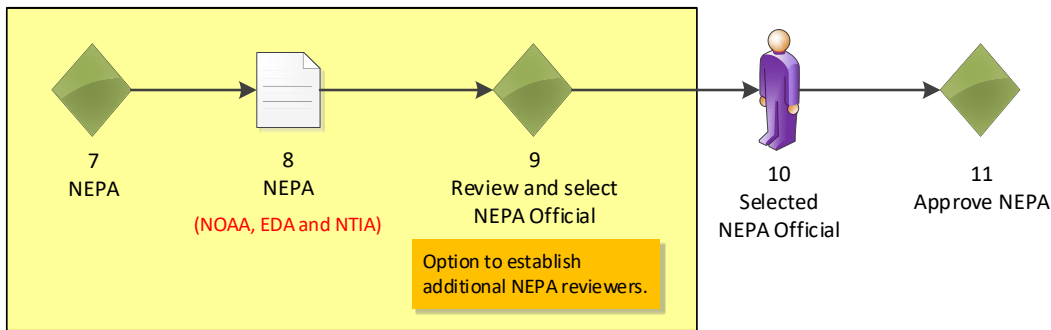 7
NEPA
8
NEPA
(NOAA, EDA and NTIA)
9
Review and select
NEPA Official
Option to establish
additional NEPA reviewers.
10
Selected
NEPA Official
11
Approve NEPA